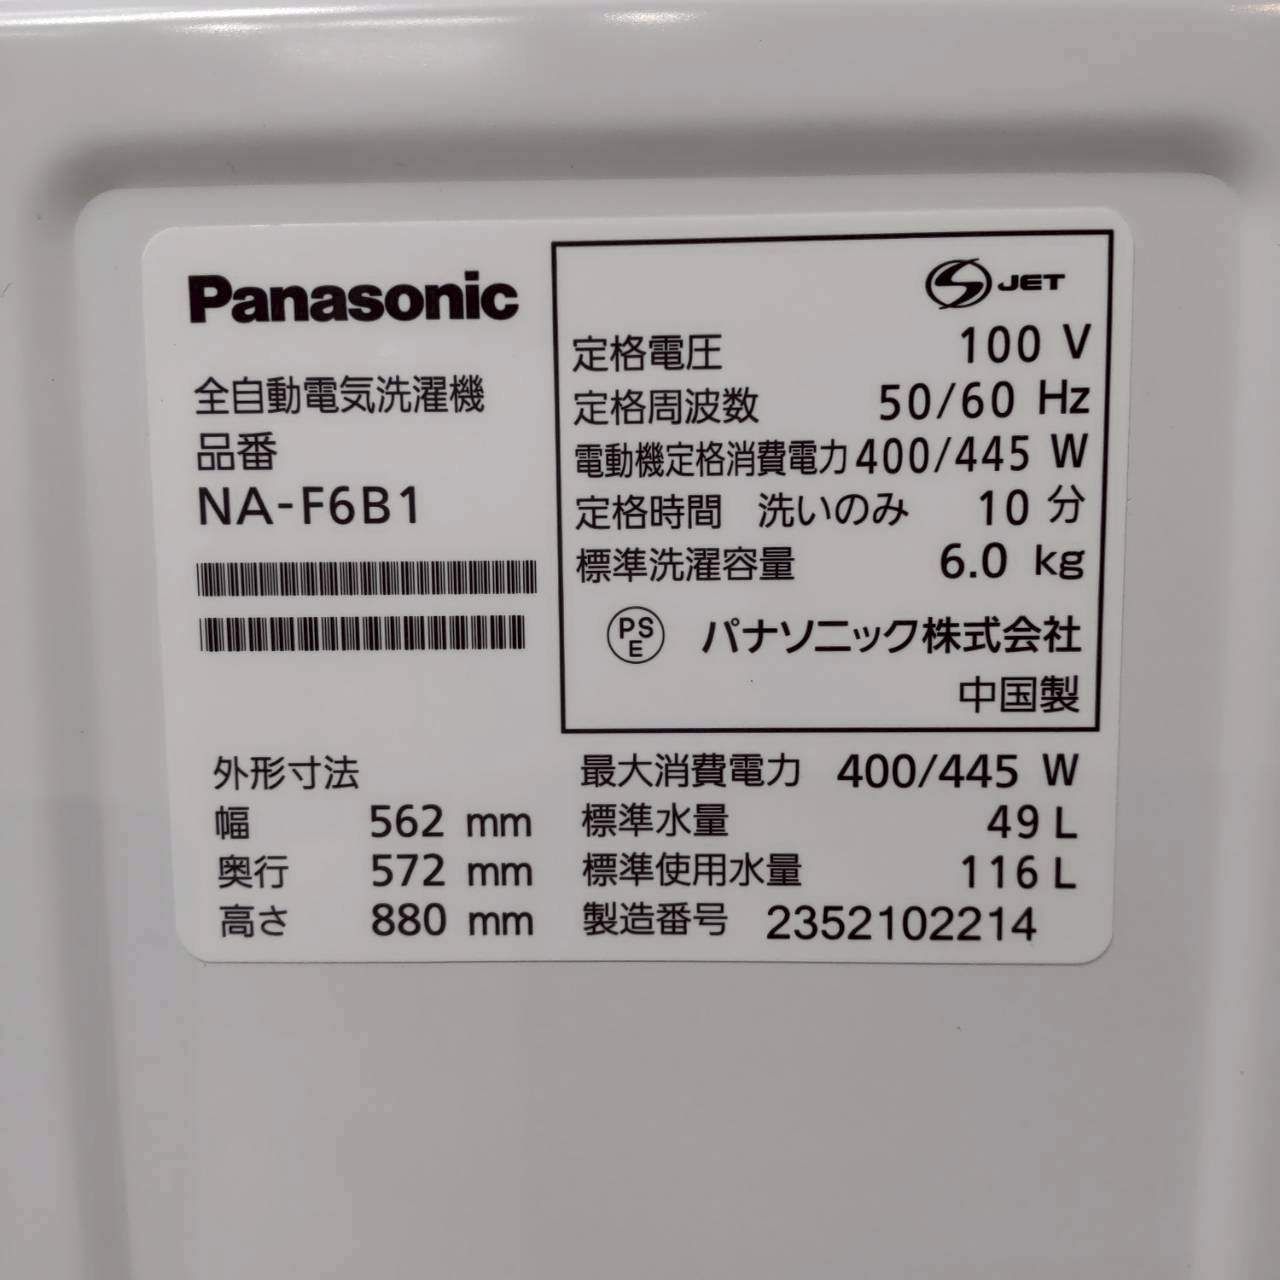 Panasonic
全自動電気洗濯機
品番
NA-F6B1
JET
定格電圧 100 V
定格周波数 50/60 Hz
電動機定格消費電力 400/445 W
定格時間 洗いのみ 10 分
標準洗濯容量 6.0 kg
PSE パナソニック株式会社
中国製
外形寸法
幅 562 mm
奥行 572 mm
高さ 880 mm
最大消費電力 400/445 W
標準水量 49 L
標準使用水量 116 L
製造番号 2352102214